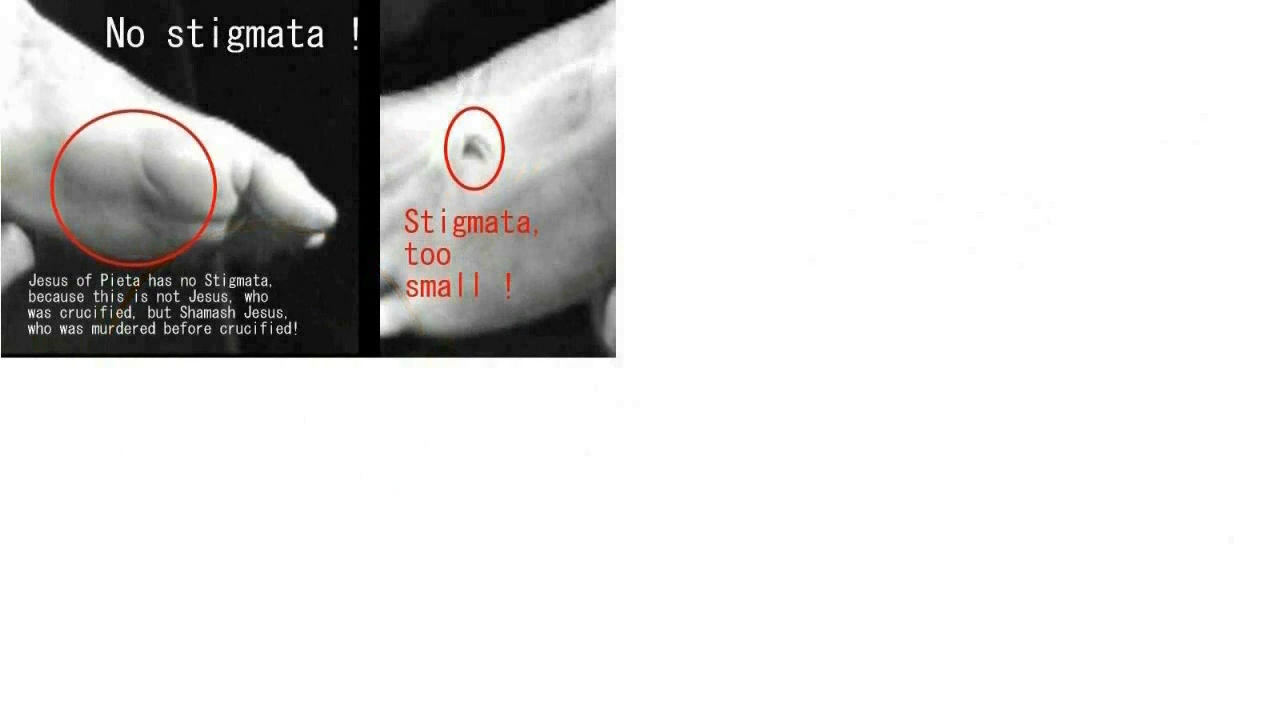 No stigmata !
Stigmata,
too
small !
Jesus of Pieta has no Stigmata,
because this is not Jesus, who
was crucified, but Shamash Jesus,
who was murdered before crucified!